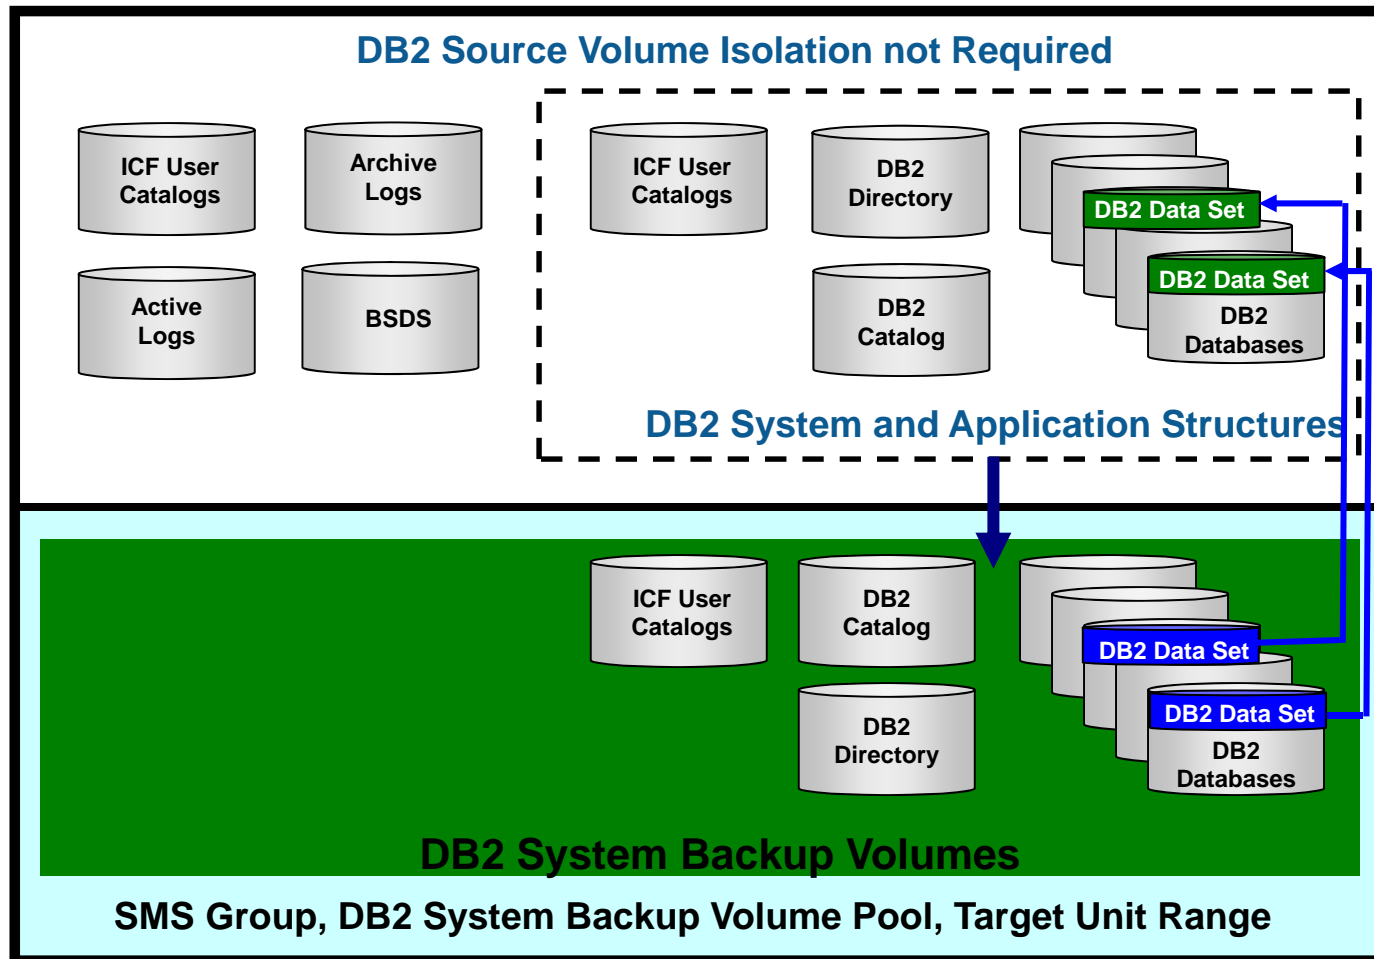 DB2 Source Volume Isolation not Required
ICF User
Catalogs
Archive
Logs
ICF User
Catalogs
DB2
Directory
DB2 Data Set
DB2 Data Set
DB2
Databases
Active
Logs
BSDS
DB2
Catalog
DB2 System and Application Structures
ICF User
Catalogs
DB2
Catalog
DB2 Data Set
DB2 Data Set
DB2
Databases
DB2
Directory
DB2 System Backup Volumes
SMS Group, DB2 System Backup Volume Pool, Target Unit Range